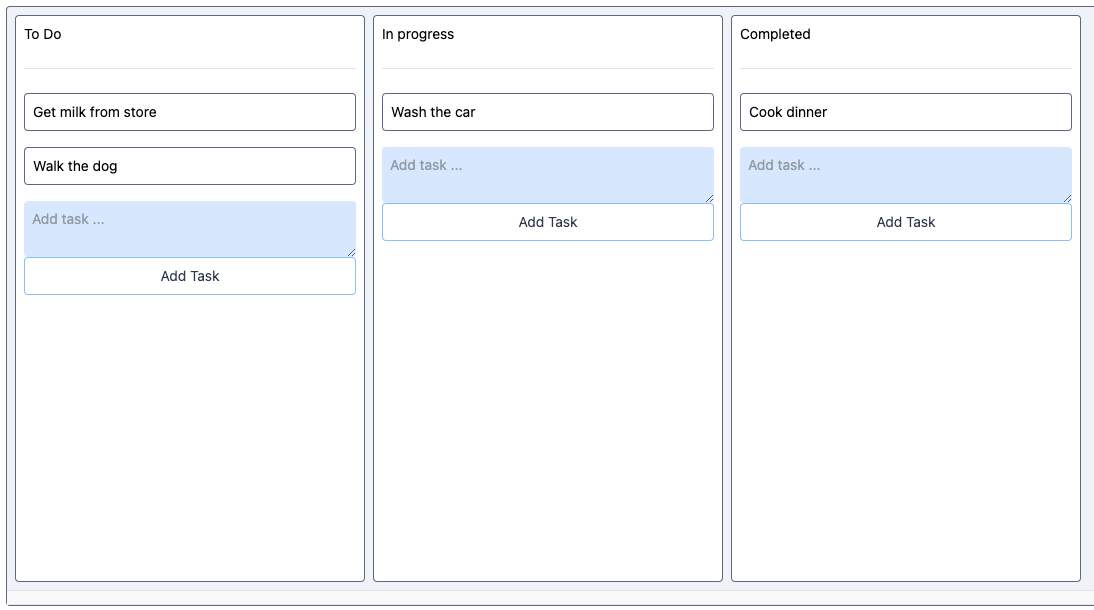 To Do
Get milk from store
Walk the dog
Add task ...
Add Task
In progress
Wash the car
Add task ...
Add Task
Completed
Cook dinner
Add task ...
Add Task